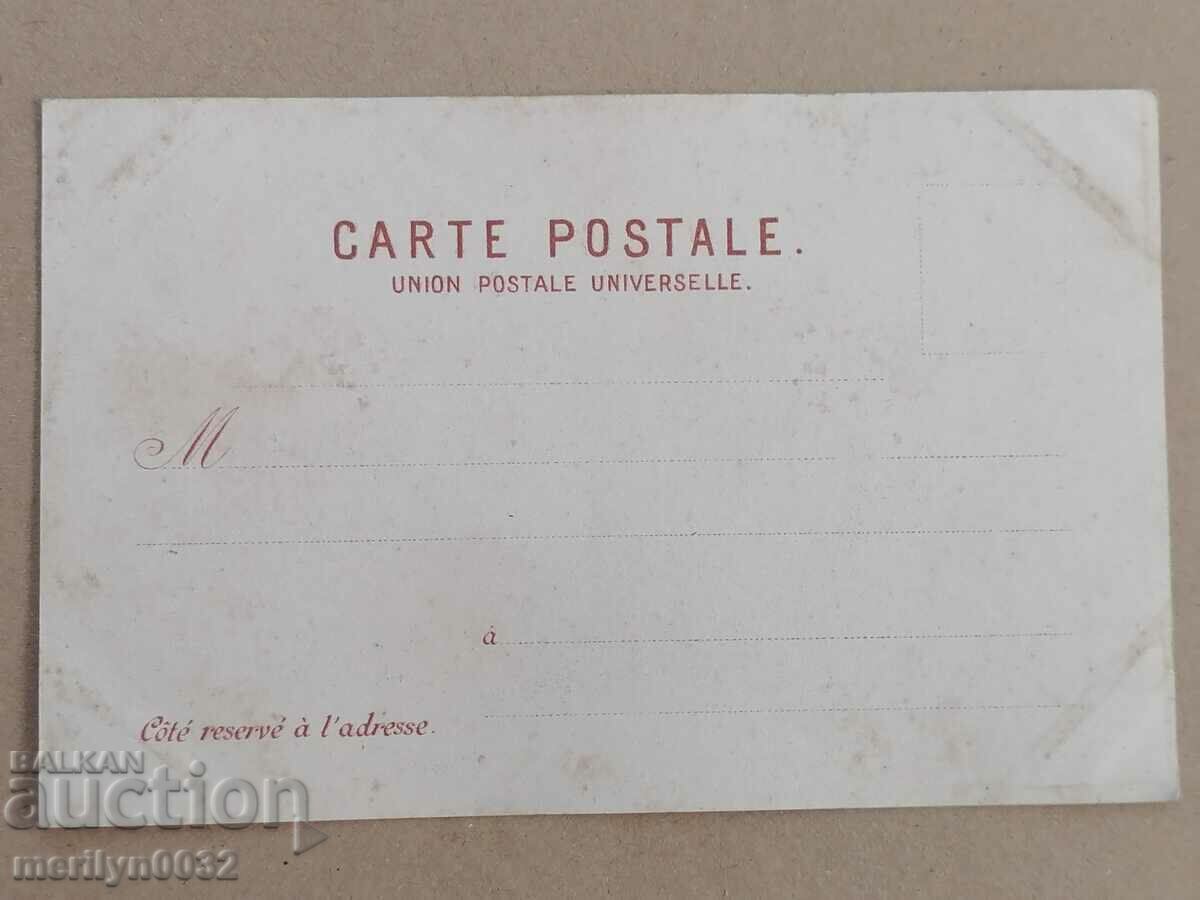 CARTE POSTALE.
UNION POSTALE UNIVERSELLE.
M
à
Côté reservé à l'adresse.
BALKAN
auction
merilyn0032